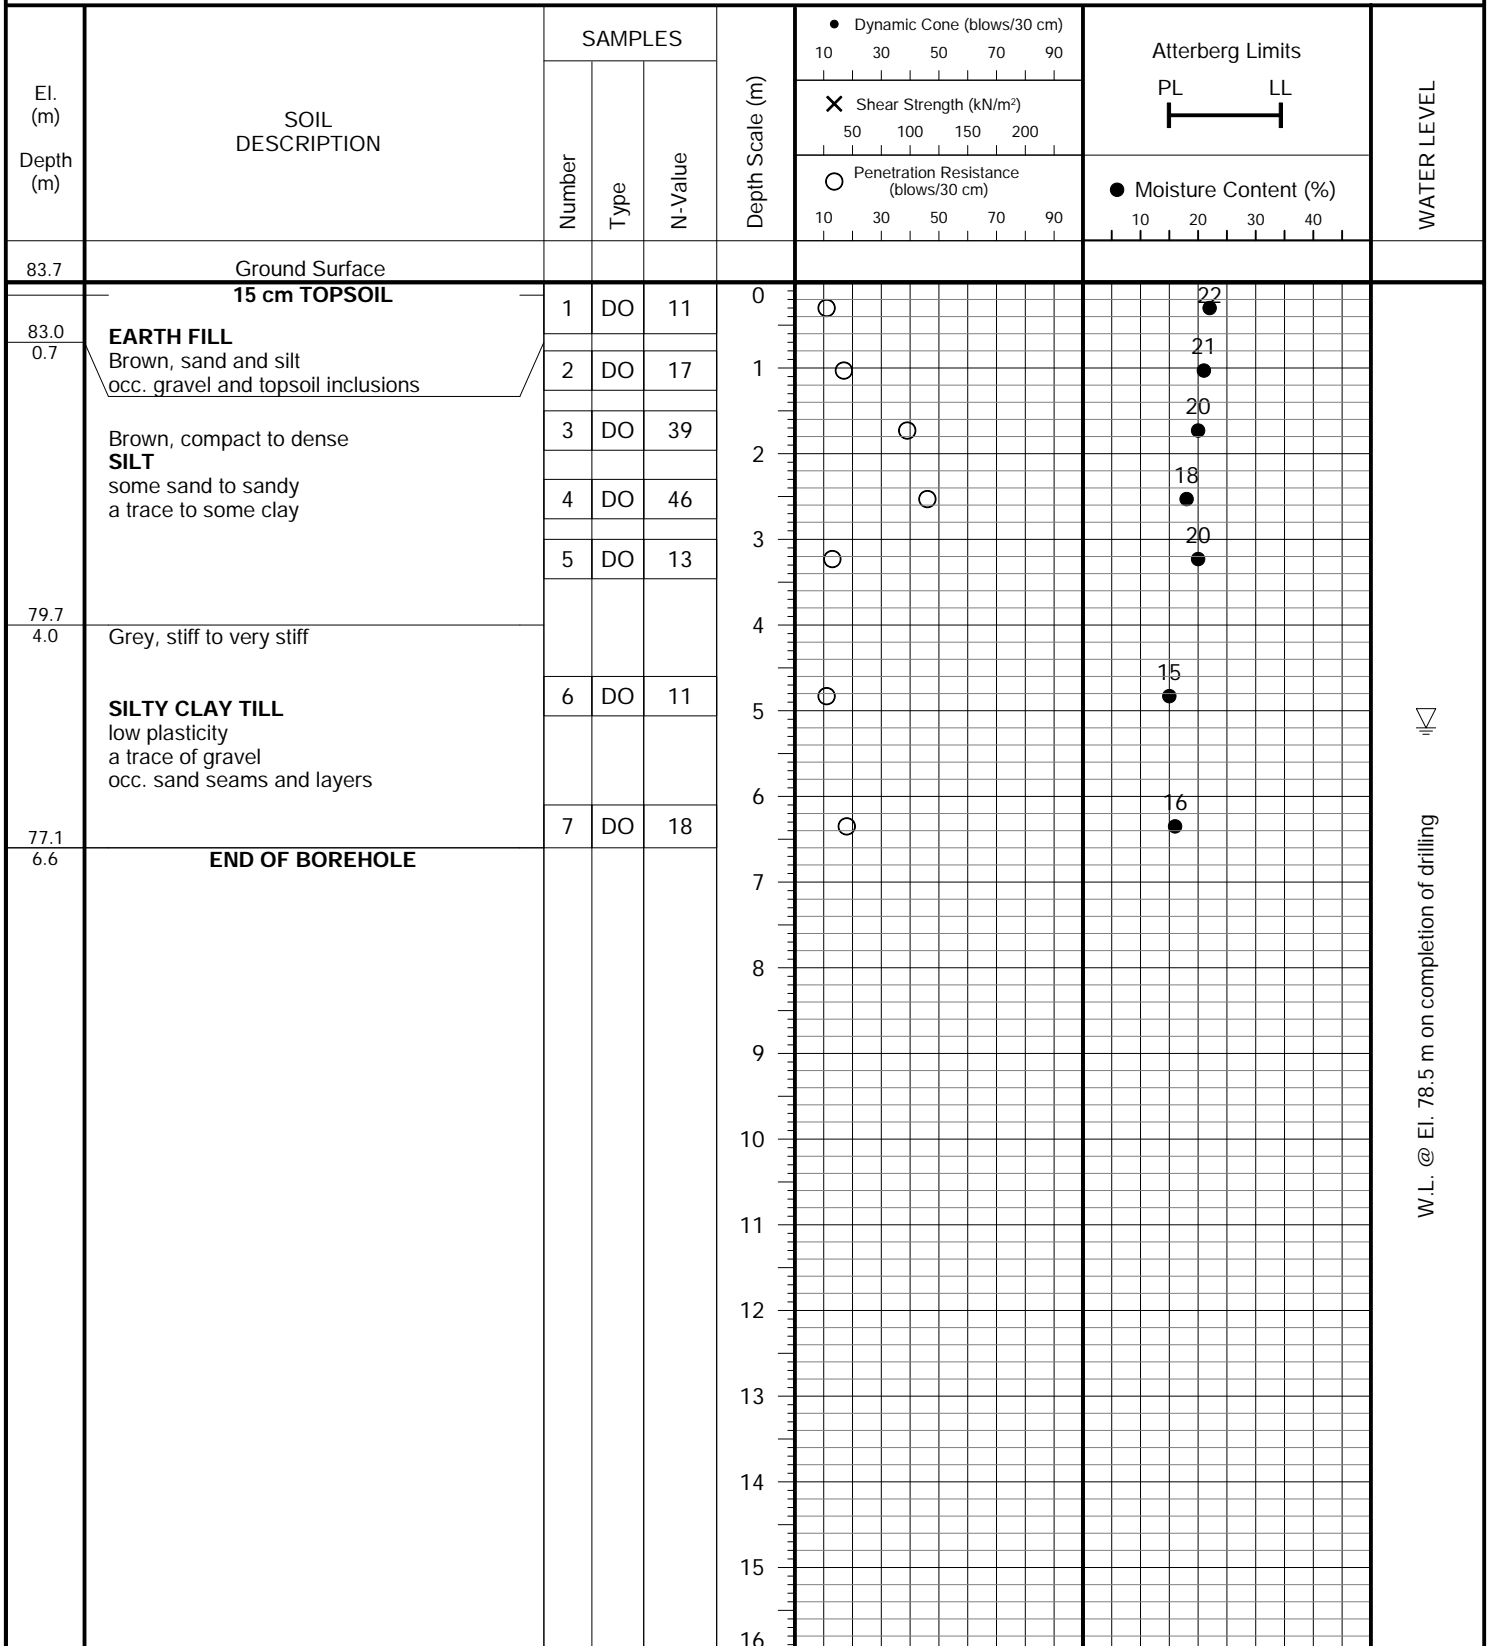 El.
(m)
Depth
(m)
SOIL
DESCRIPTION
SAMPLES
Number
Type
N-Value
Depth Scale (m)
● Dynamic Cone (blows/30 cm)
10 30 50 70 90
✕ Shear Strength (kN/m²)
50 100 150 200
○ Penetration Resistance
(blows/30 cm)
10 30 50 70 90
Atterberg Limits
PL LL
● Moisture Content (%)
10 20 30 40
WATER LEVEL
83.7 Ground Surface
15 cm TOPSOIL
83.0
0.7
EARTH FILL
Brown, sand and silt
occ. gravel and topsoil inclusions
Brown, compact to dense
SILT
some sand to sandy
a trace to some clay
79.7
4.0 Grey, stiff to very stiff
SILTY CLAY TILL
low plasticity
a trace of gravel
occ. sand seams and layers
77.1
6.6 END OF BOREHOLE
1 DO 11
2 DO 17
3 DO 39
4 DO 46
5 DO 13
6 DO 11
7 DO 18
0
1
2
3
4
5
6
7
8
9
10
11
12
13
14
15
16
22
21
20
18
20
15
16
W.L. @ El. 78.5 m on completion of drilling